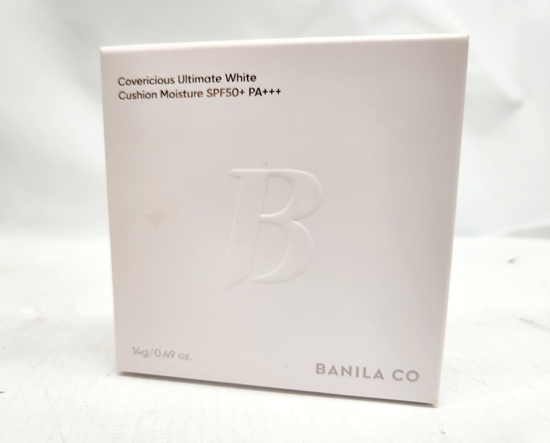 Covericious Ultimate White
Cushion Moisture SPF50+ PA+++
B
14g/0.49 oz.
BANILA CO